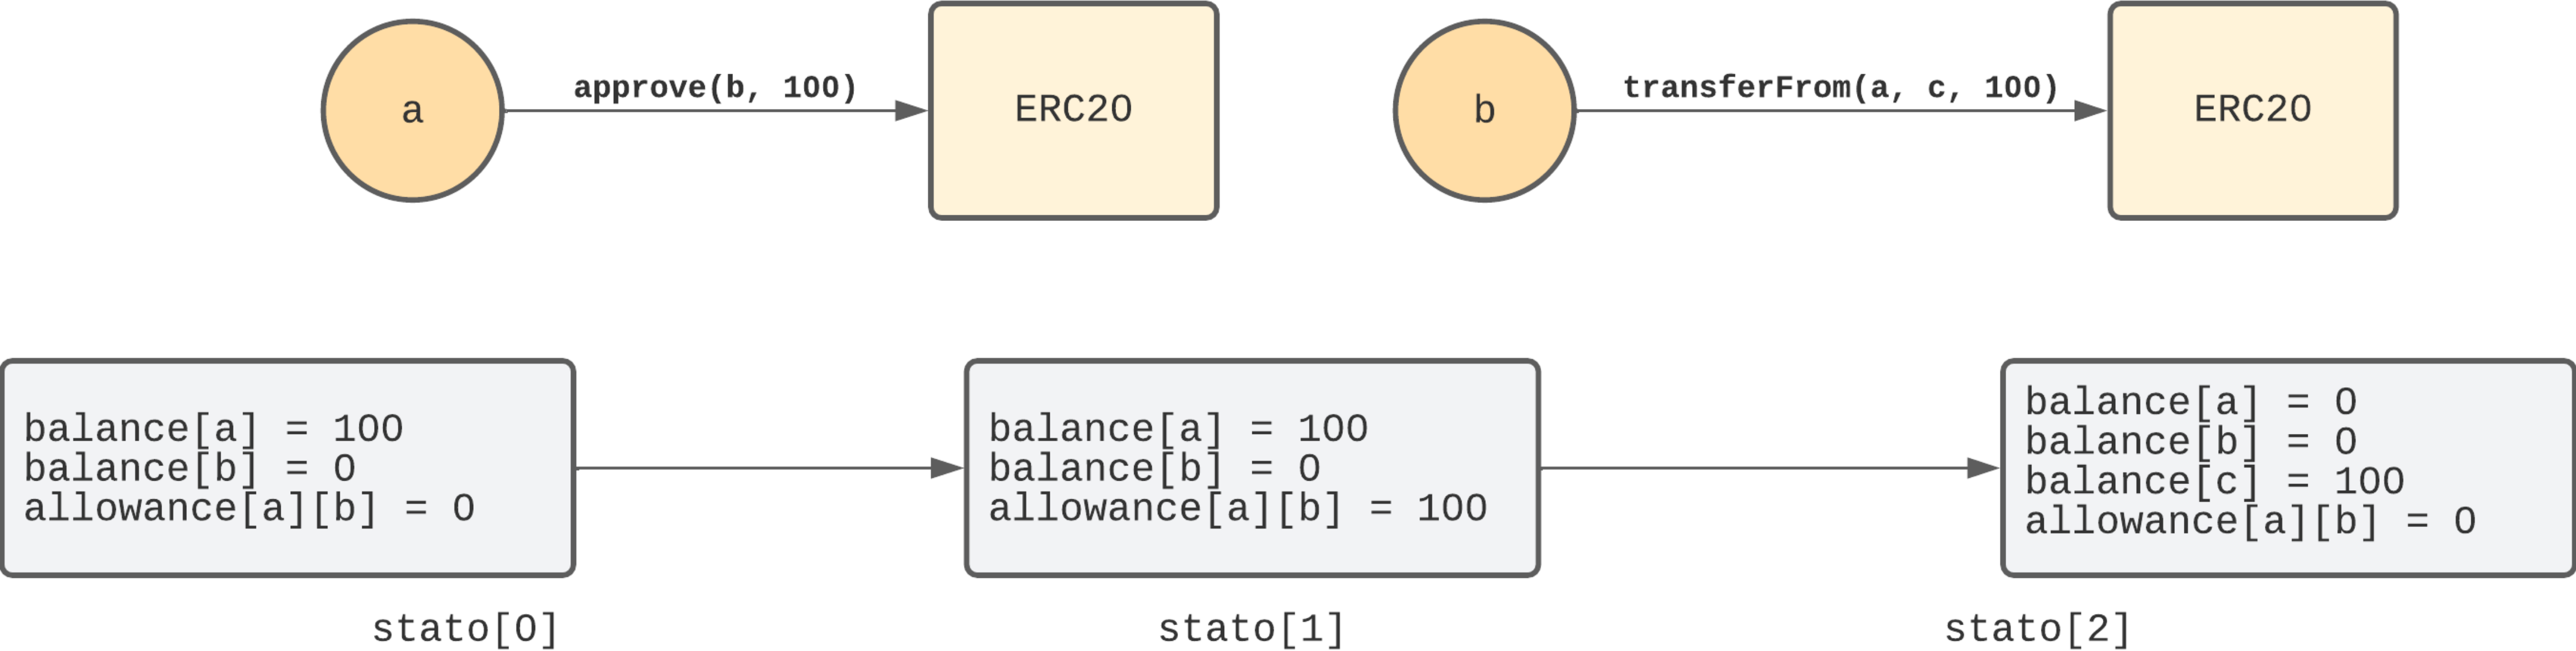 a
approve(b, 100)
ERC20
b
transferFrom(a, c, 100)
ERC20
balance[a] = 100
balance[b] = 0
allowance[a][b] = 0
balance[a] = 100
balance[b] = 0
allowance[a][b] = 100
balance[a] = 0
balance[b] = 0
balance[c] = 100
allowance[a][b] = 0
stato[0]
stato[1]
stato[2]